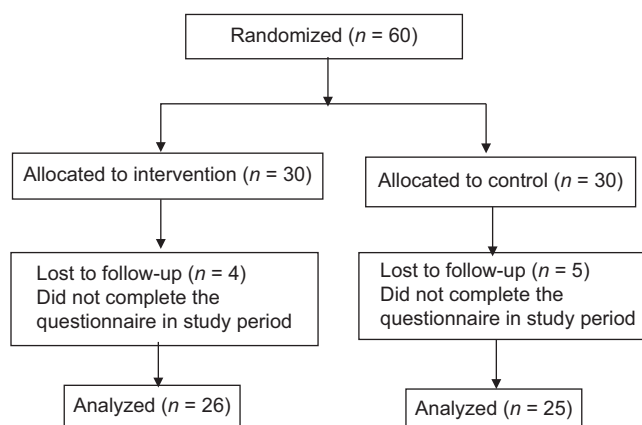 Randomized (n = 60)
Allocated to intervention (n = 30)
Allocated to control (n = 30)
Lost to follow-up (n = 4)
Did not complete the
questionnaire in study period
Lost to follow-up (n = 5)
Did not complete the
questionnaire in study period
Analyzed (n = 26)
Analyzed (n = 25)